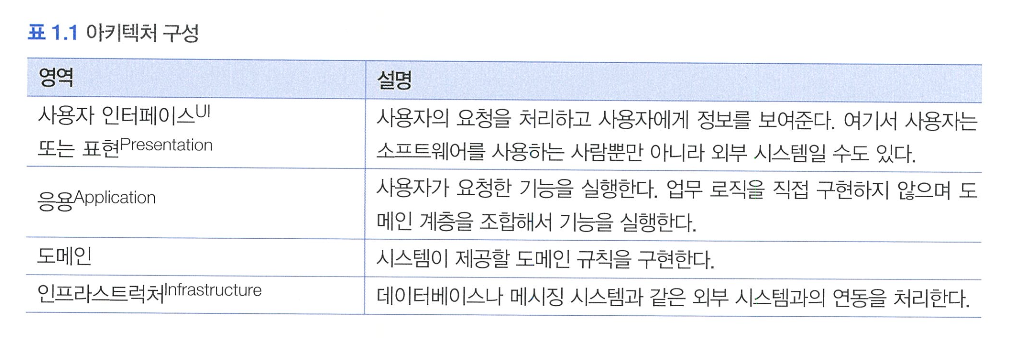 표 1.1 아키텍처 구성
영역 설명
사용자 인터페이스UI
또는 표현Presentation
사용자의 요청을 처리하고 사용자에게 정보를 보여준다. 여기서 사용자는
소프트웨어를 사용하는 사람뿐만 아니라 외부 시스템일 수도 있다.
응용Application
사용자가 요청한 기능을 실행한다. 업무 로직을 직접 구현하지 않으며 도
메인 계층을 조합해서 기능을 실행한다.
도메인 시스템이 제공할 도메인 규칙을 구현한다.
인프라스트럭처Infrastructure 데이터베이스나 메시징 시스템과 같은 외부 시스템과의 연동을 처리한다.